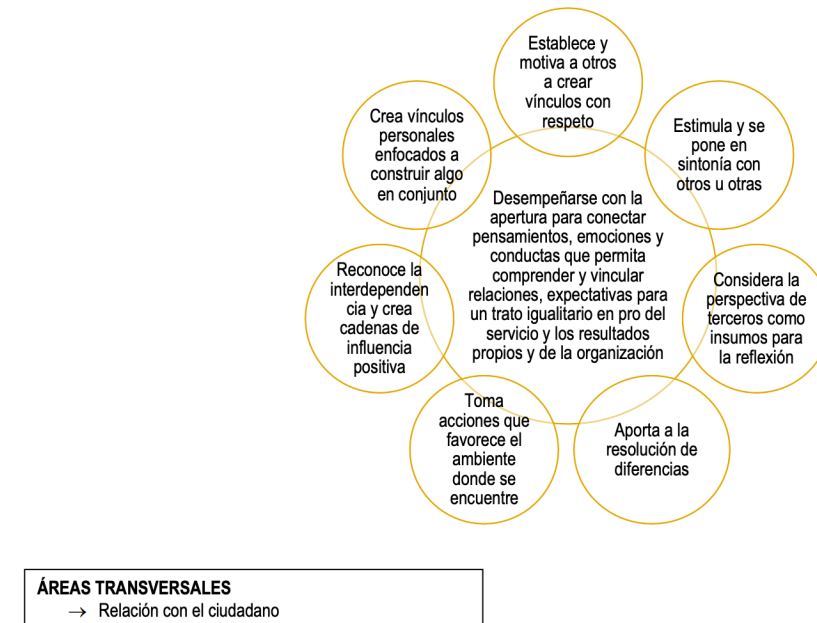 Establece y
motiva a otros
a crear
vínculos con
respeto
Estimula y se
pone en
sintonía con
otros u otras
Considera la
perspectiva de
terceros como
insumos para
la reflexión
Aporta a la
resolución de
diferencias
Toma
acciones que
favorece el
ambiente
donde se
encuentre
Reconoce la
interdependen
cia y crea
cadenas de
influencia
positiva
Crea vínculos
personales
enfocados a
construir algo
en conjunto
Desempeñarse con la
apertura para conectar
pensamientos, emociones y
conductas que permita
comprender y vincular
relaciones, expectativas para
un trato igualitario en pro del
servicio y los resultados
propios y de la organización
ÁREAS TRANSVERSALES
→ Relación con el ciudadano